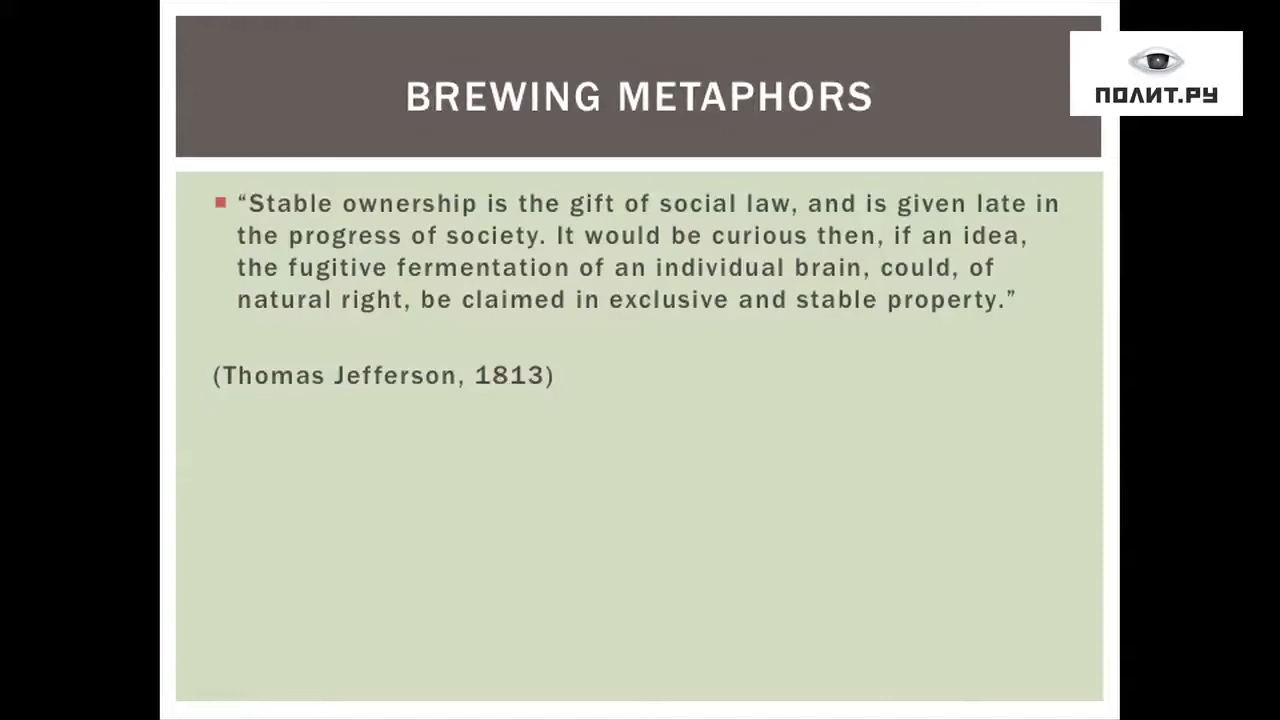 BREWING METAPHORS
ПОЛИТ.РУ
“Stable ownership is the gift of social law, and is given late in
the progress of society. It would be curious then, if an idea,
the fugitive fermentation of an individual brain, could, of
natural right, be claimed in exclusive and stable property.”
(Thomas Jefferson, 1813)